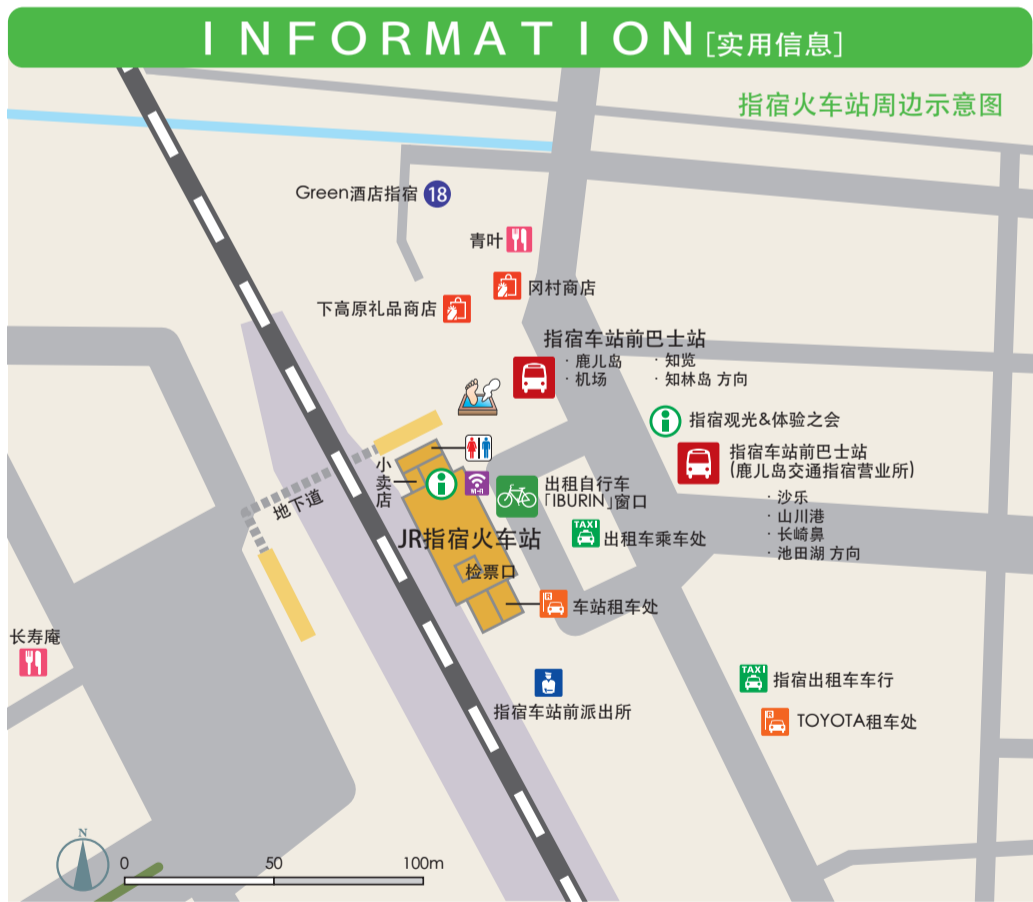 INFORMATION[实用信息]
指宿火车站周边示意图
Green酒店指宿 18
青叶
冈村商店
下高原礼品商店
指宿车站前巴士站
·鹿儿岛 ·知览
·机场 ·知林岛 方向
指宿观光&体验之会
指宿车站前巴士站
(鹿儿岛交通指宿营业所)
·沙乐
·山川港
·长崎鼻
·池田湖 方向
小卖店
Wi-Fi
出租自行车
「IBURIN」窗口
地下道
JR指宿火车站
TAXI
出租车乘车处
检票口
R
车站租车处
长寿庵
指宿车站前派出所
TAXI
指宿出租车车行
R
TOYOTA租车处
N
0 50 100m